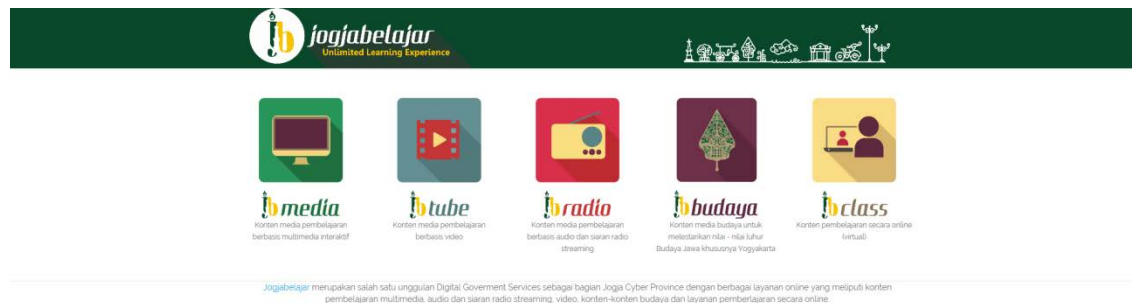 jogjabelajar
Unlimited Learning Experience
jb media
Konten media pembelajaran
berbasis multimedia interaktif
jb tube
Konten media pembelajaran
berbasis video
jb radio
Konten media pembelajaran
berbasis audio dan siaran radio
streaming
jb budaya
Konten media budaya untuk
melestarikan nilai - nilai luhur
Budaya Jawa khususnya Yogyakarta
jb class
Konten pembelajaran secara online
(virtual)
Jogjabelajar merupakan salah satu unggulan Digital Goverment Services sebagai bagian Jogja Cyber Province dengan berbagai layanan online yang meliputi konten
pembelajaran multimedia, audio dan siaran radio streaming, video, konten-konten budaya dan layanan pemberlajaran secara online.